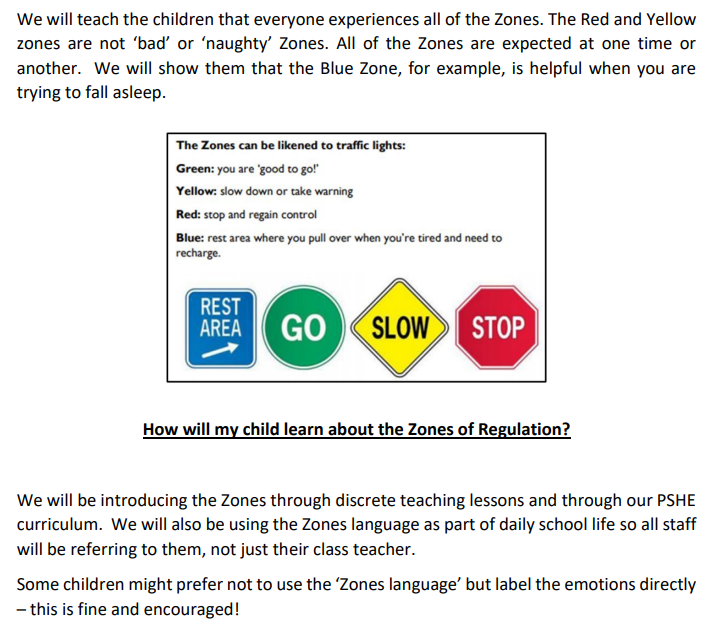 We will teach the children that everyone experiences all of the Zones. The Red and Yellow
zones are not ‘bad’ or ‘naughty’ Zones. All of the Zones are expected at one time or
another.  We will show them that the Blue Zone, for example, is helpful when you are
trying to fall asleep.
The Zones can be likened to traffic lights:
Green: you are ‘good to go!’
Yellow: slow down or take warning
Red: stop and regain control
Blue: rest area where you pull over when you're tired and need to
recharge.
REST
AREA
GO
SLOW
STOP
How will my child learn about the Zones of Regulation?
We will be introducing the Zones through discrete teaching lessons and through our PSHE
curriculum.  We will also be using the Zones language as part of daily school life so all staff
will be referring to them, not just their class teacher.
Some children might prefer not to use the ‘Zones language’ but label the emotions directly
– this is fine and encouraged!